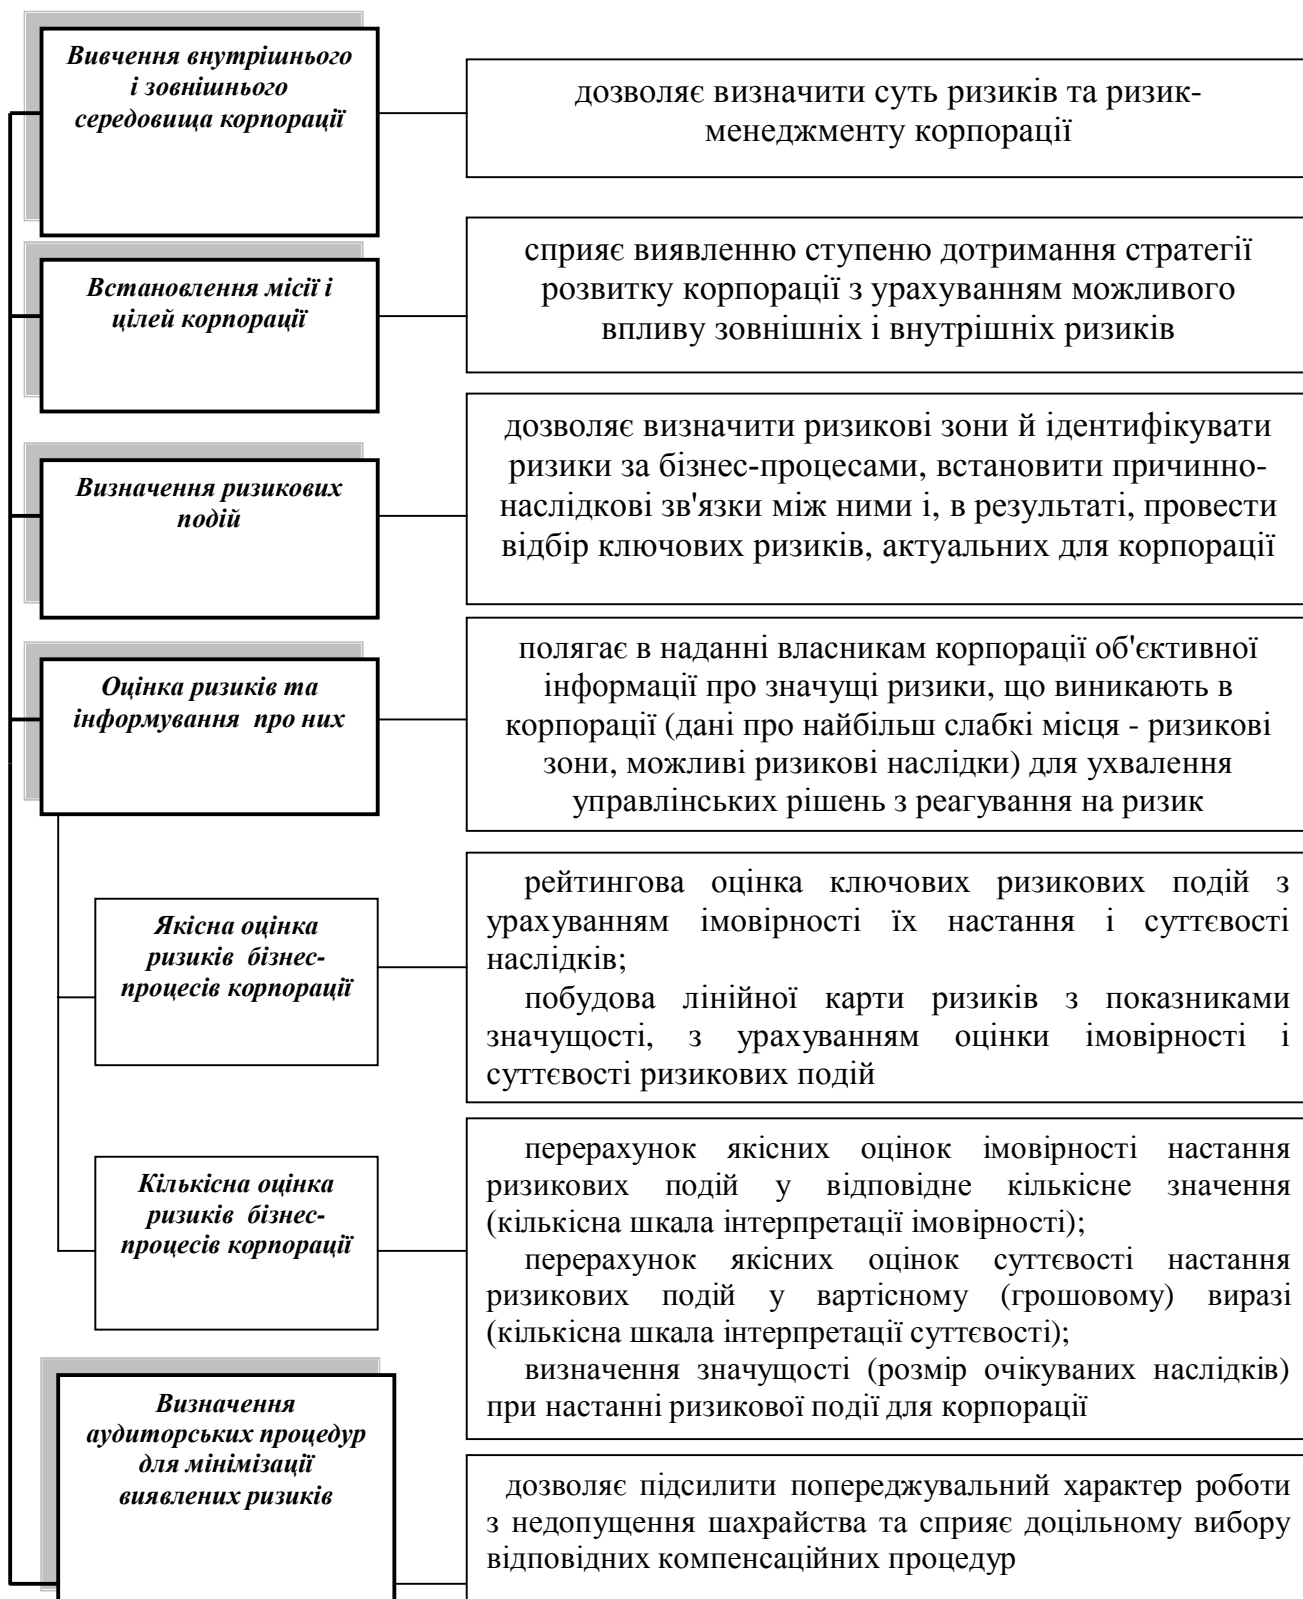 Вивчення внутрішнього
і зовнішнього
середовища корпорації
дозволяє визначити суть ризиків та ризик-
менеджменту корпорації
Встановлення місії і
цілей корпорації
сприяє виявленню ступеню дотримання стратегії
розвитку корпорації з урахуванням можливого
впливу зовнішніх і внутрішніх ризиків
Визначення ризикових
подій
дозволяє визначити ризикові зони й ідентифікувати
ризики за бізнес-процесами, встановити причинно-
наслідкові зв'язки між ними і, в результаті, провести
відбір ключових ризиків, актуальних для корпорації
Оцінка ризиків та
інформування про них
полягає в наданні власникам корпорації об'єктивної
інформації про значущі ризики, що виникають в
корпорації (дані про найбільш слабкі місця - ризикові
зони, можливі ризикові наслідки) для ухвалення
управлінських рішень з реагування на ризик
Якісна оцінка
ризиків бізнес-
процесів корпорації
рейтингова оцінка ключових ризикових подій з
урахуванням імовірності їх настання і суттєвості
наслідків;
побудова лінійної карти ризиків з показниками
значущості, з урахуванням оцінки імовірності і
суттєвості ризикових подій
Кількісна оцінка
ризиків бізнес-
процесів корпорації
перерахунок якісних оцінок імовірності настання
ризикових подій у відповідне кількісне значення
(кількісна шкала інтерпретації імовірності);
перерахунок якісних оцінок суттєвості настання
ризикових подій у вартісному (грошовому) виразі
(кількісна шкала інтерпретації суттєвості);
визначення значущості (розмір очікуваних наслідків)
при настанні ризикової події для корпорації
Визначення
аудиторських процедур
для мінімізації
виявлених ризиків
дозволяє підсилити попереджувальний характер роботи
з недопущення шахрайства та сприяє доцільному вибору
відповідних компенсаційних процедур